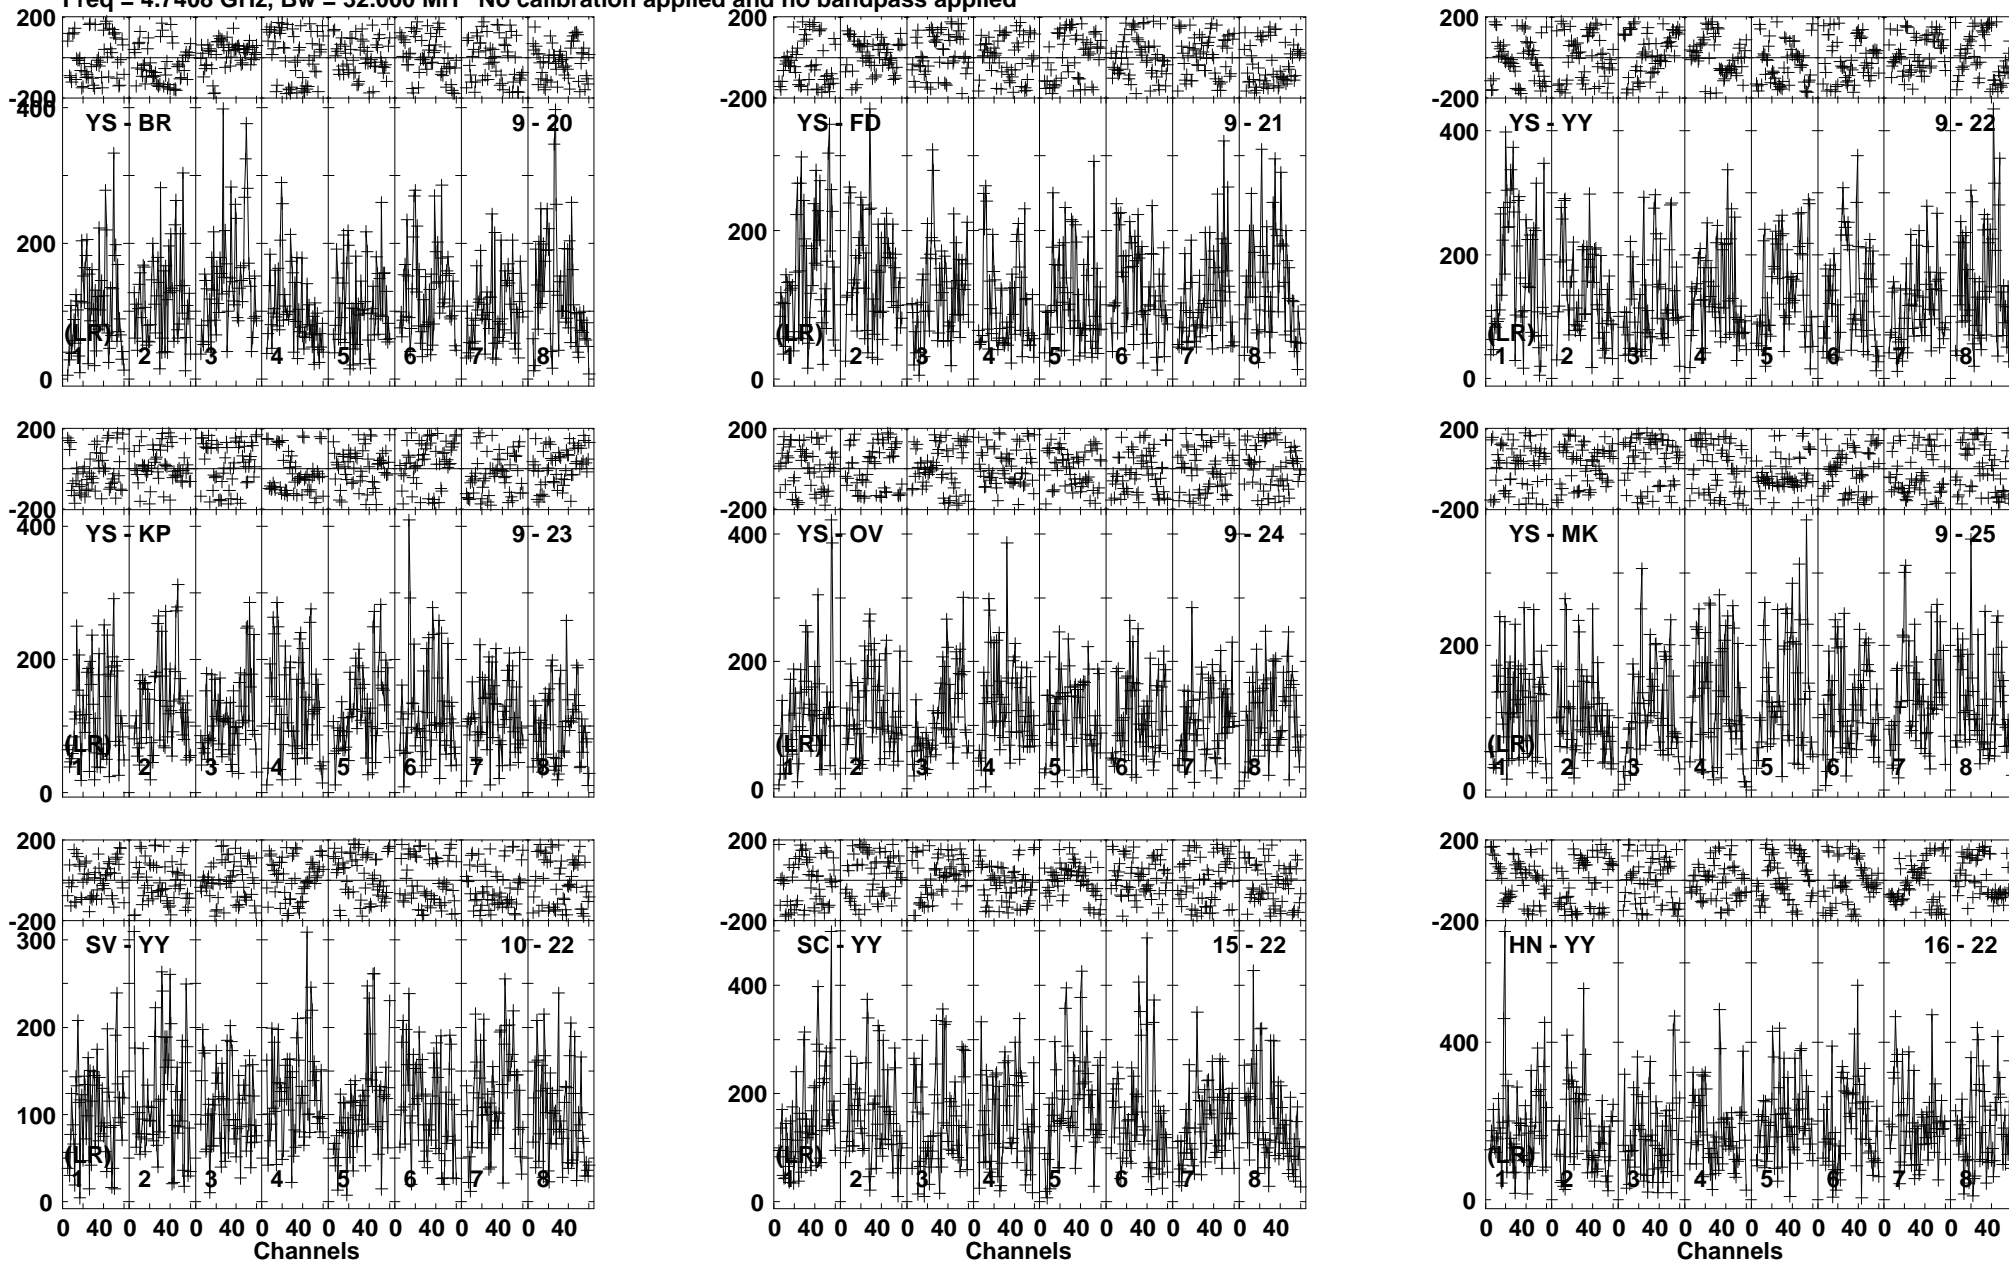 Freq = 4.7408 GHz, Bw = 32.000 MH No calibration applied and no bandpass applied
200 200 200
-200 -200 -200
400 YS - BR 9 - 20 YS - FD 9 - 21 400 YS - YY 9 - 22
200 200 200
(LR) (LR) (LR)
1 2 3 4 5 6 7 8 1 2 3 4 5 6 7 8 1 2 3 4 5 6 7 8
0 0 0
200 200 200
-200 -200 -200
400 YS - KP 9 - 23 400 YS - OV 9 - 24 YS - MK 9 - 25
200 200 200
(LR) (LR) (LR)
1 2 3 4 5 6 7 8 1 2 3 4 5 6 7 8 1 2 3 4 5 6 7 8
0 0 0
200 200 200
-200 -200 -200
300 SV - YY 10 - 22 SC - YY 15 - 22 HN - YY 16 - 22
400 400
200 200
100
(LR) (LR) (LR)
1 2 3 4 5 6 7 8 1 2 3 4 5 6 7 8 1 2 3 4 5 6 7 8
0 0 0
0 40 0 40 0 40 0 40 0 40 0 40 0 40 0 40 0 40 0 40 0 40 0 40 0 40 0 40 0 40 0 40 0 40 0 40 0 40 0 40 0 40 0 40 0 40 0 40
Channels Channels Channels